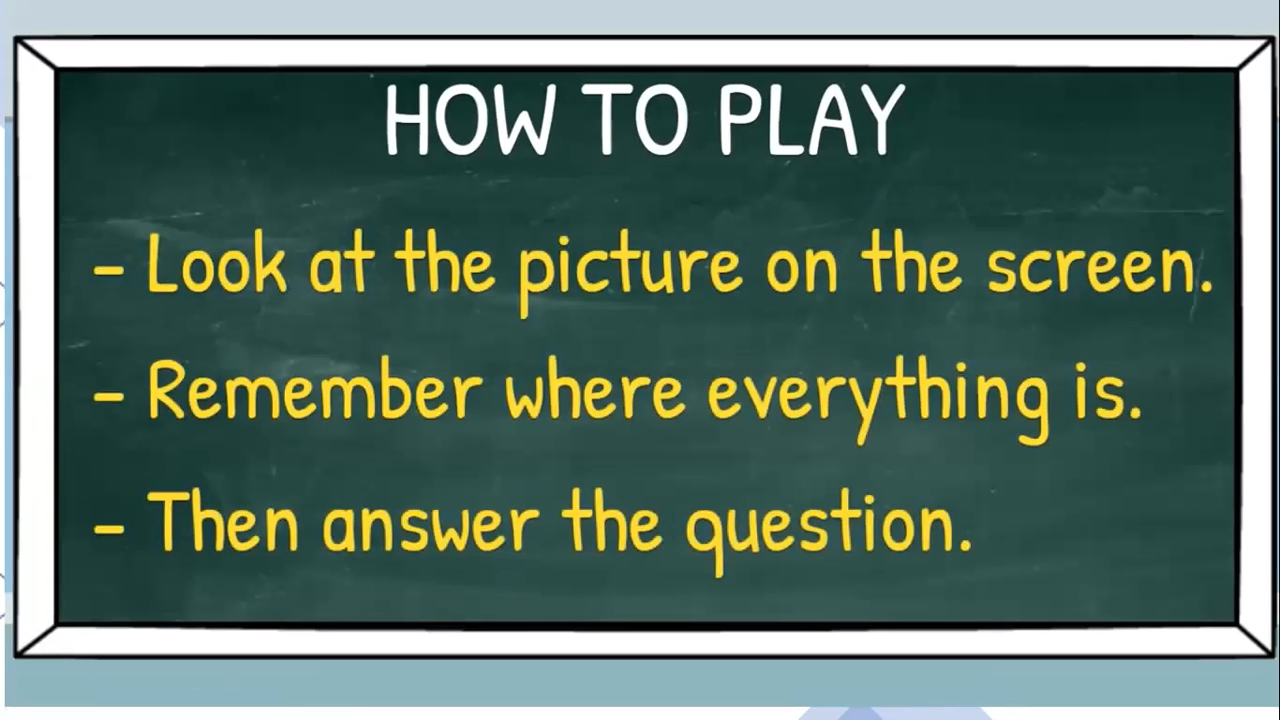 HOW TO PLAY
- Look at the picture on the screen.
- Remember where everything is.
- Then answer the question.